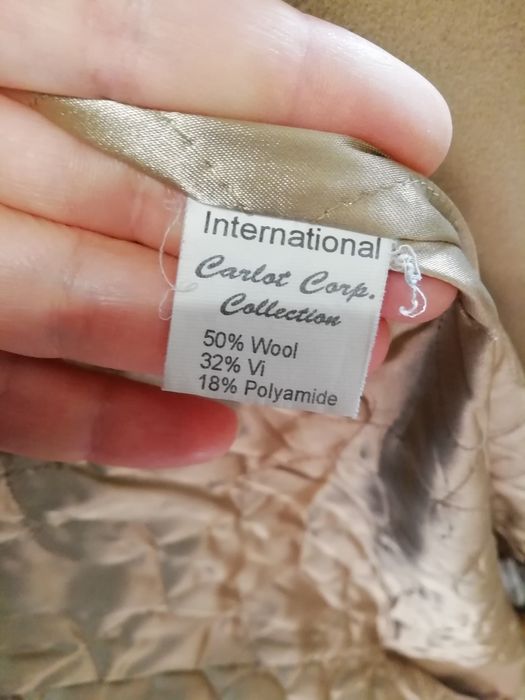 International
Carlot Corp.
Collection
50% Wool
32% Vi
18% Polyamide